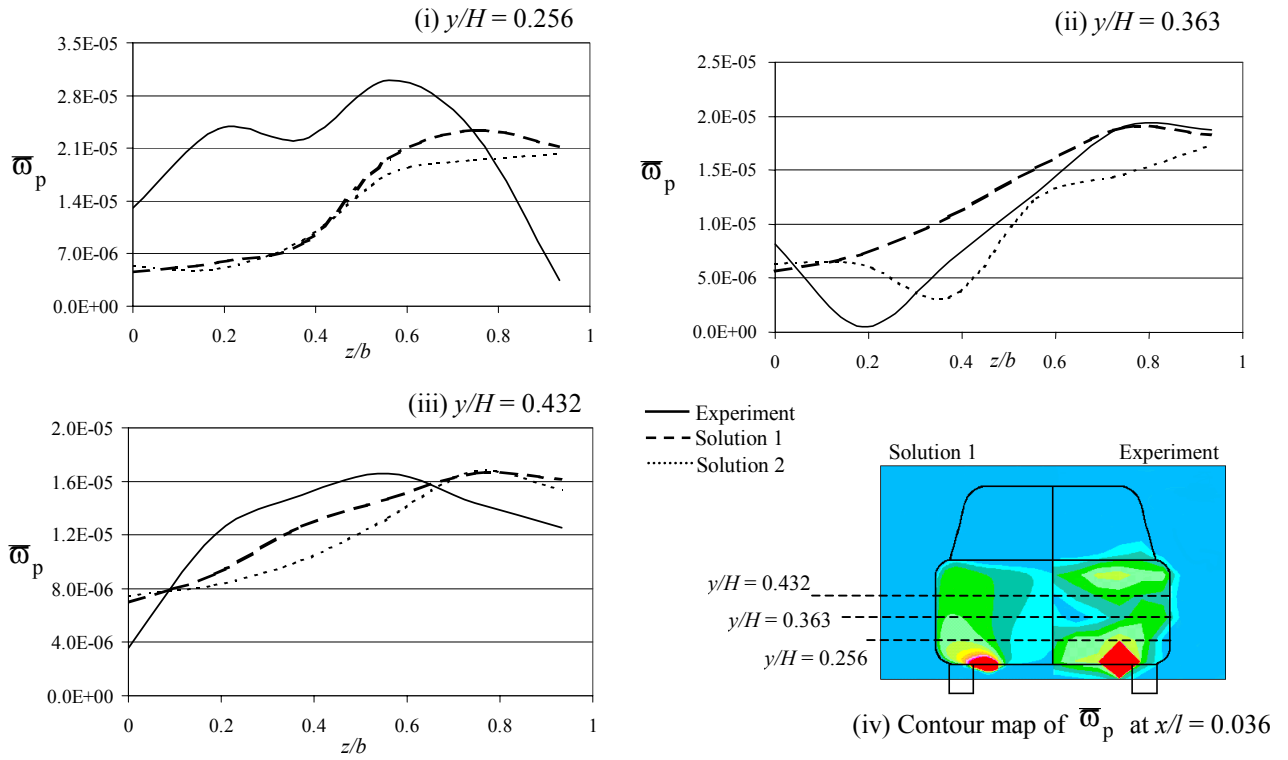 (i) y/H = 0.256
3.5E-05
2.8E-05
2.1E-05
1.4E-05
7.0E-06
0.0E+00
ϖ̅p
0 0.2 0.4 0.6 0.8 1
z/b
(ii) y/H = 0.363
2.5E-05
2.0E-05
1.5E-05
1.0E-05
5.0E-06
0.0E+00
ϖ̅p
0 0.2 0.4 0.6 0.8 1
z/b
(iii) y/H = 0.432
2.0E-05
1.6E-05
1.2E-05
8.0E-06
4.0E-06
0.0E+00
ϖ̅p
0 0.2 0.4 0.6 0.8 1
z/b
Experiment
Solution 1
Solution 2
Solution 1 Experiment
y/H = 0.432
y/H = 0.363
y/H = 0.256
(iv) Contour map of ϖ̅p at x/l = 0.036